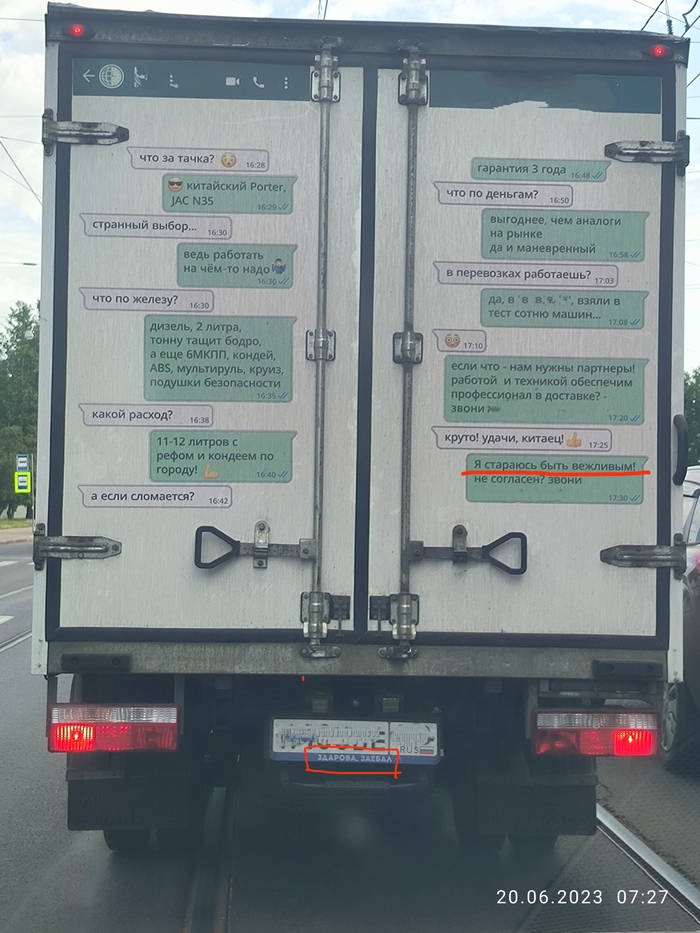 что за тачка? 😳 16:28
😎 китайский Porter,
JAC N35 16:29
странный выбор... 16:30
ведь работать
на чём-то надо🤷‍♂️ 16:30
что по железу? 16:30
дизель, 2 литра,
тонну тащит бодро,
а еще 6МКПП, кондей,
ABS, мультируль, круиз,
подушки безопасности
16:35
какой расход? 16:38
11-12 литров с
рефом и кондеем по
городу! 💪 16:40
а если сломается? 16:42
гарантия 3 года 16:48
что по деньгам? 16:50
выгоднее, чем аналоги
на рынке
да и маневренный 16:58
в перевозках работаешь? 17:03
да, в взяли в
тест сотню машин... 17:08
😳 17:10
если что - нам нужны партнеры!
работой и техникой обеспечим
профессионал в доставке? -
звони 17:20
круто! удачи, китаец!👍 17:25
Я стараюсь быть вежливым!
не согласен? звони
17:30
RUS
ЗДАРОВА, ЗАЕБАЛ
20.06.2023 07:27